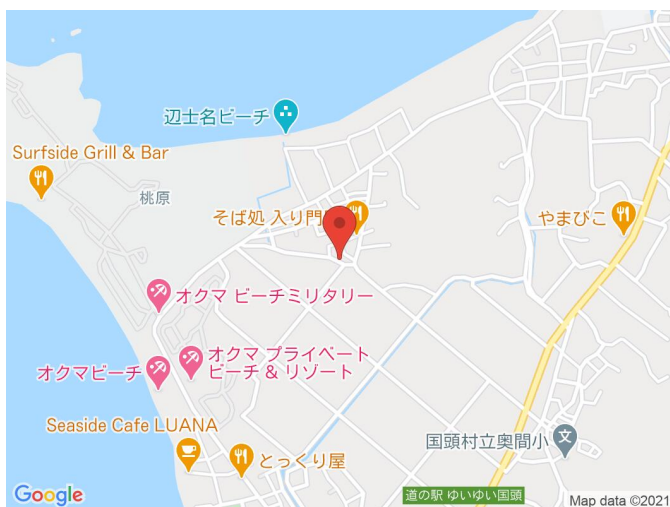 辺士名ビーチ
Surfside Grill & Bar
桃原
そば処 入り門
やまびこ
オクマ ビーチミリタリー
オクマ プライベート
ビーチ & リゾート
オクマビーチ
Seaside Cafe LUANA
とっくり屋
国頭村立奥間小
文
道の駅 ゆいゆい国頭
Google
Map data ©2021